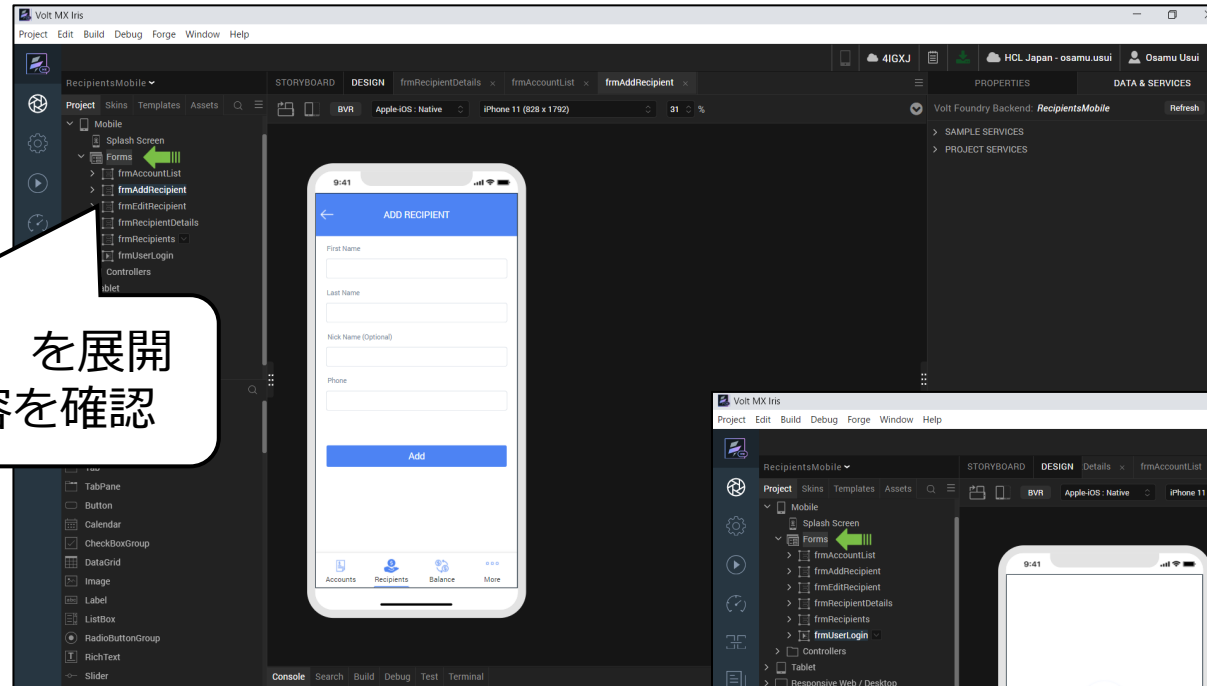 Volt MX Iris
Project Edit Build Debug Forge Window Help
4IGXJ
HCL Japan - osamu.usui
Osamu Usui
RecipientsMobile
STORYBOARD DESIGN frmRecipientDetails × frmAccountList × frmAddRecipient ×
PROPERTIES DATA & SERVICES
Project Skins Templates Assets
BVR Apple-iOS : Native iPhone 11 (828 x 1792) 31 %
Volt Foundry Backend: RecipientsMobile Refresh
Mobile
Splash Screen
Forms
frmAccountList
frmAddRecipient
frmEditRecipient
frmRecipientDetails
frmRecipients
frmUserLogin
Controllers
ablet
SAMPLE SERVICES
PROJECT SERVICES
9:41
ADD RECIPIENT
First Name
Last Name
Nick Name (Optional)
Phone
Add
Accounts Recipients Balance More
を展開
容を確認
TabPane
Button
Calendar
CheckBoxGroup
DataGrid
Image
Label
ListBox
RadioButtonGroup
RichText
Slider
Console Search Build Debug Test Terminal
Volt MX Iris
Project Edit Build Debug Forge Window Help
RecipientsMobile
STORYBOARD DESIGN Details × frmAccountList
Project Skins Templates Assets
BVR Apple-iOS : Native iPhone 11
Mobile
Splash Screen
Forms
frmAccountList
frmAddRecipient
frmEditRecipient
frmRecipientDetails
frmRecipients
frmUserLogin
Controllers
Tablet
Responsive Web / Desktop
9:41